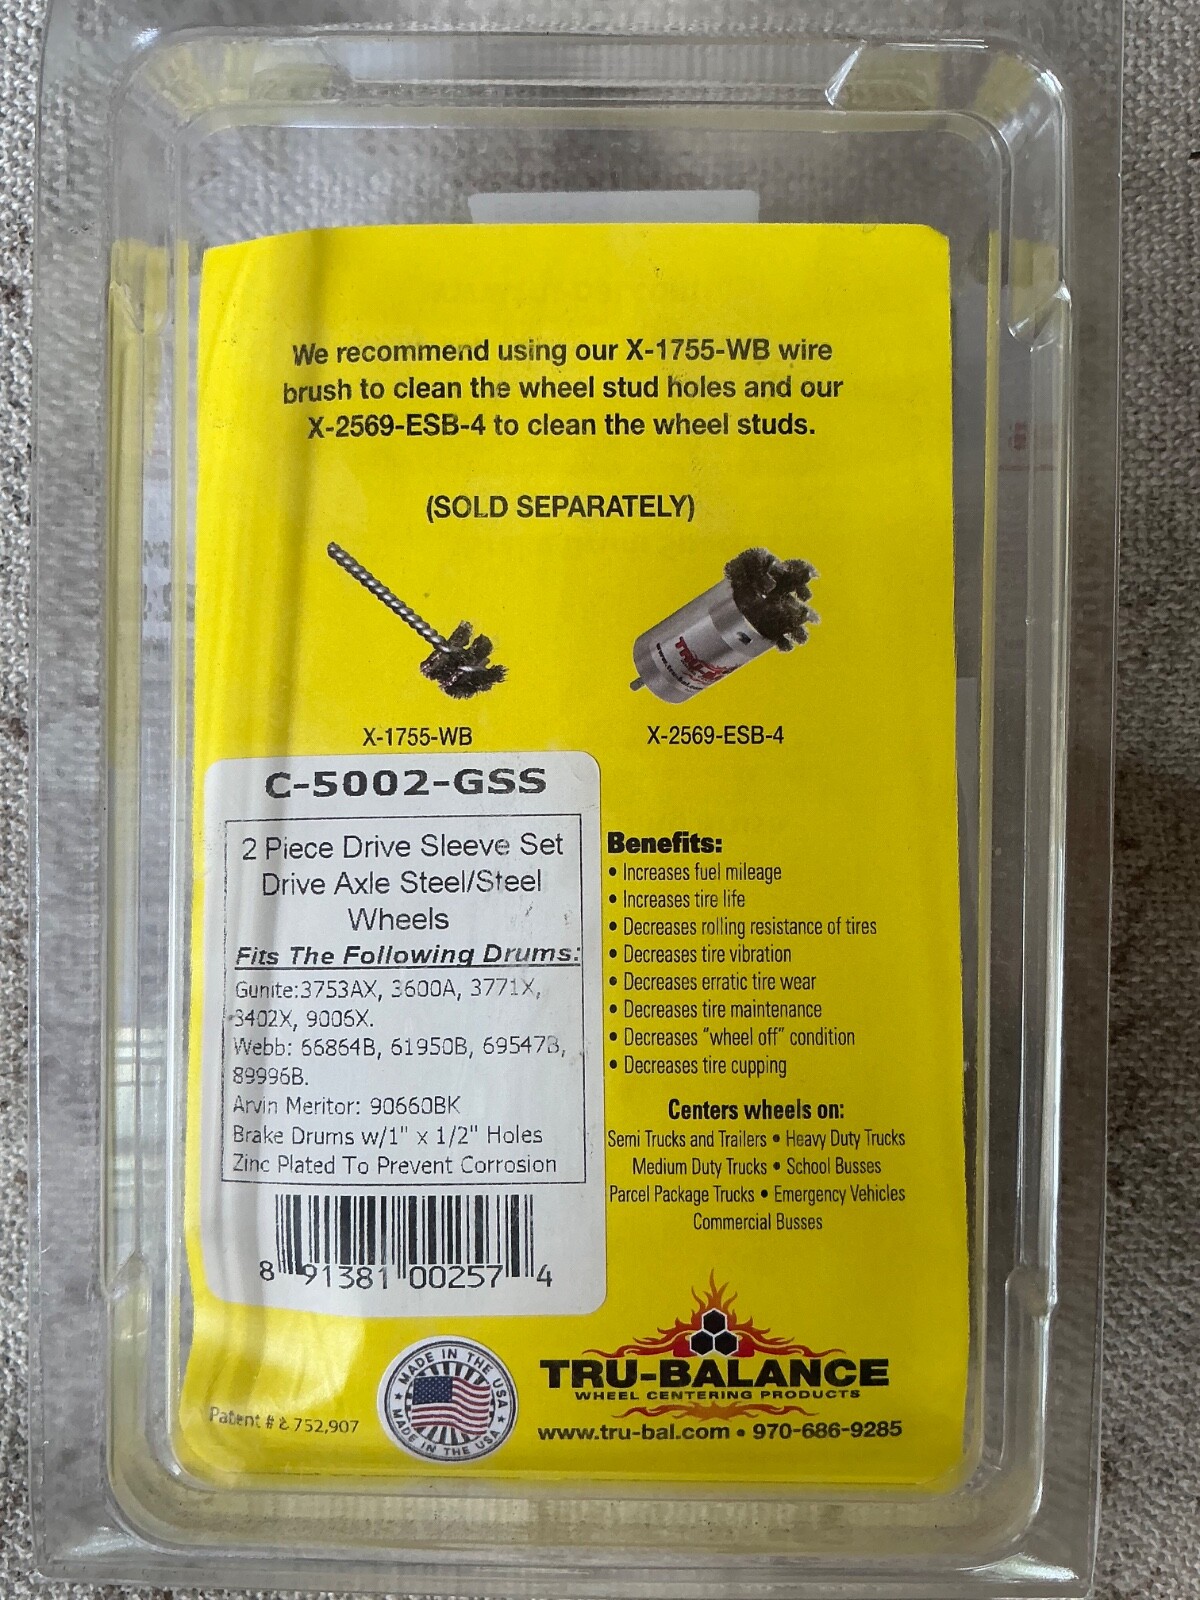 We recommend using our X-1755-WB wire
brush to clean the wheel stud holes and our
X-2569-ESB-4 to clean the wheel studs.
(SOLD SEPARATELY)
X-1755-WB
X-2569-ESB-4
C-5002-GSS
2 Piece Drive Sleeve Set
Drive Axle Steel/Steel
Wheels
Fits The Following Drums:
Gunite:3753AX, 3600A, 3771X,
3402X, 9006X.
Webb: 66864B, 61950B, 69547B,
89996B.
Arvin Meritor: 90660BK
Brake Drums w/1" x 1/2" Holes
Zinc Plated To Prevent Corrosion
8 91381 00257 4
Benefits:
• Increases fuel mileage
• Increases tire life
• Decreases rolling resistance of tires
• Decreases tire vibration
• Decreases erratic tire wear
• Decreases tire maintenance
• Decreases "wheel off" condition
• Decreases tire cupping
Centers wheels on:
Semi Trucks and Trailers • Heavy Duty Trucks
Medium Duty Trucks • School Busses
Parcel Package Trucks • Emergency Vehicles
Commercial Busses
Patent # 8 752,907
MADE IN THE USA
MADE IN THE USA
TRU-BALANCE
WHEEL CENTERING PRODUCTS
www.tru-bal.com • 970-686-9285